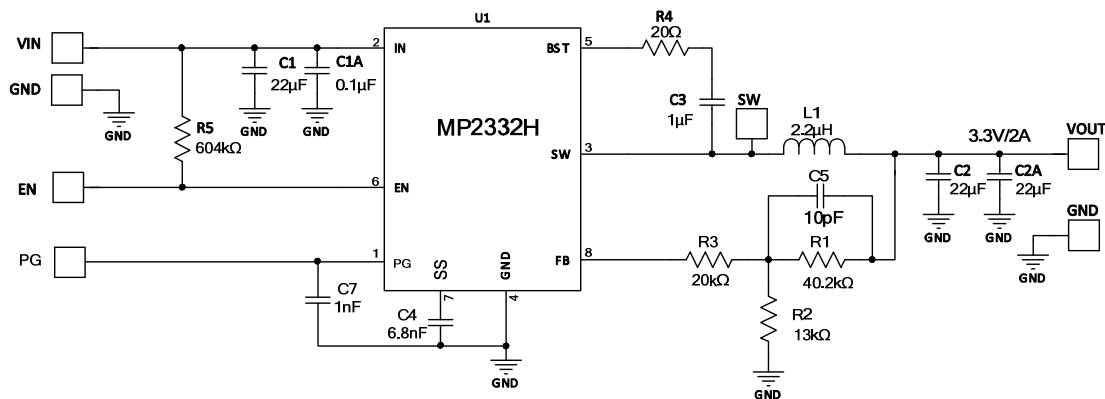 U1
MP2332H
VIN
GND
GND
R5
604kΩ
C1
22µF
GND
C1A
0.1µF
GND
2
IN
EN
6
EN
PG
1
PG
C7
1nF
C4
6.8nF
SS
7
GND
4
GND
BST
5
R4
20Ω
C3
1µF
SW
SW
3
L1
2.2µH
3.3V/2A
VOUT
C2
22µF
GND
C2A
22µF
GND
GND
GND
C5
10pF
FB
8
R3
20kΩ
R1
40.2kΩ
R2
13kΩ
GND